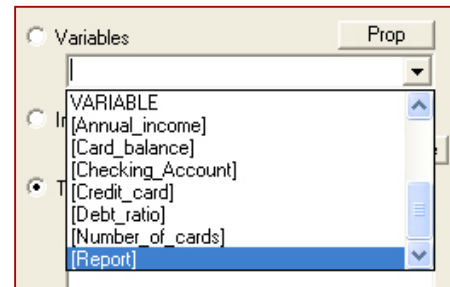 Variables
Prop
VARIABLE
[Annual_income]
[Card_balance]
[Checking_Account]
[Credit_card]
[Debt_ratio]
[Number_of_cards]
[Report]